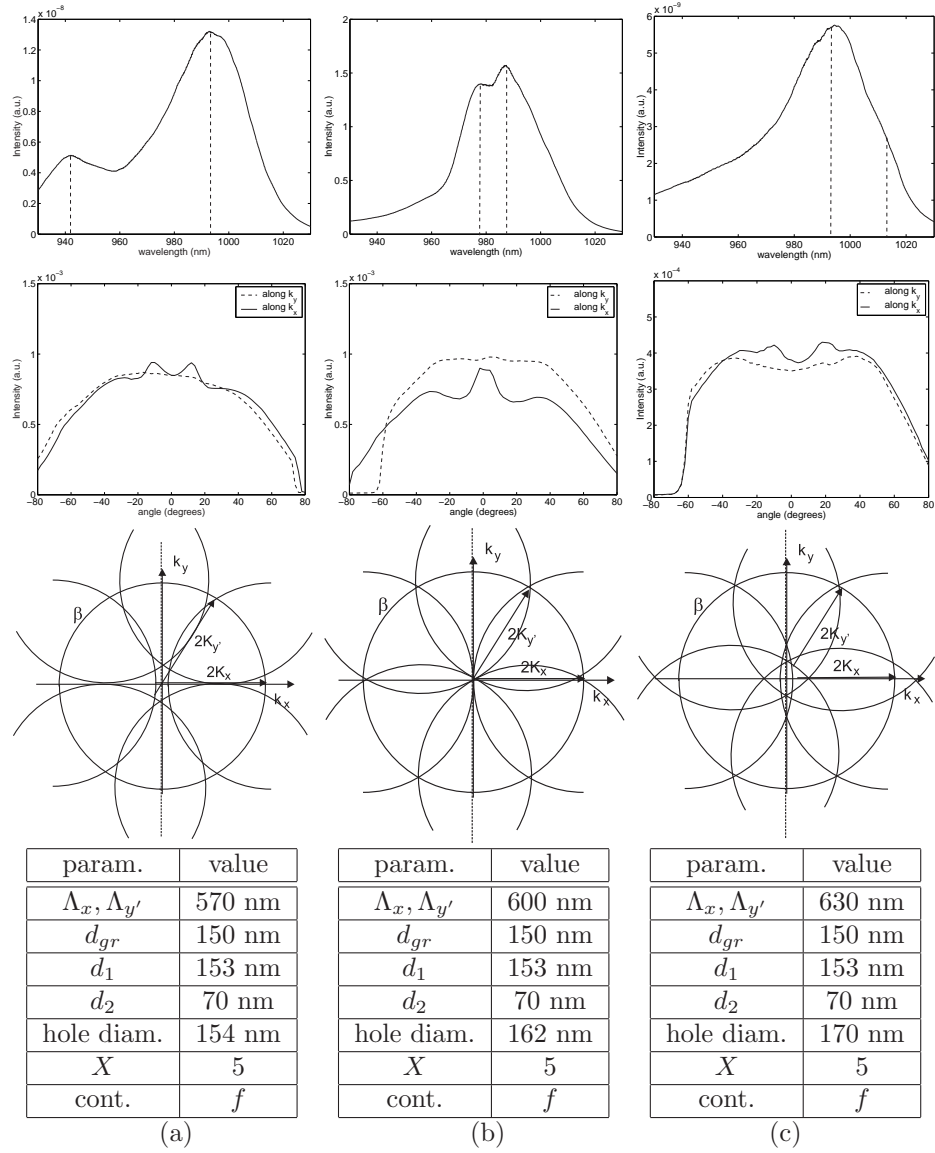 x 10^-8
1.4
1.2
1
0.8
0.6
0.4
0.2
0
Intensity (a.u.)
940 960 980 1000 1020
wavelength (nm)
2
1.5
1
0.5
0
Intensity (a.u.)
940 960 980 1000 1020
wavelength (nm)
x 10^-9
6
5
4
3
2
1
0
Intensity (a.u.)
940 960 980 1000 1020
wavelength (nm)
x 10^-3
1.5
1
0.5
0
Intensity (a.u.)
along k_y
along k_x
−80 −60 −40 −20 0 20 40 60 80
angle (degrees)
x 10^-3
1.5
1
0.5
0
Intensity (a.u.)
along k_y
along k_x
−80 −60 −40 −20 0 20 40 60 80
angle (degrees)
x 10^-4
5
4
3
2
1
0
Intensity (a.u.)
along k_y
along k_x
−80 −60 −40 −20 0 20 40 60 80
angle (degrees)
k_y
β
2K_y'
2K_x
k_x
k_y
β
2K_y'
2K_x
k_x
k_y
β
2K_y'
2K_x
k_x
param. value
Λ_x, Λ_y' 570 nm
d_gr 150 nm
d_1 153 nm
d_2 70 nm
hole diam. 154 nm
X 5
cont. f
(a)
param. value
Λ_x, Λ_y' 600 nm
d_gr 150 nm
d_1 153 nm
d_2 70 nm
hole diam. 162 nm
X 5
cont. f
(b)
param. value
Λ_x, Λ_y' 630 nm
d_gr 150 nm
d_1 153 nm
d_2 70 nm
hole diam. 170 nm
X 5
cont. f
(c)